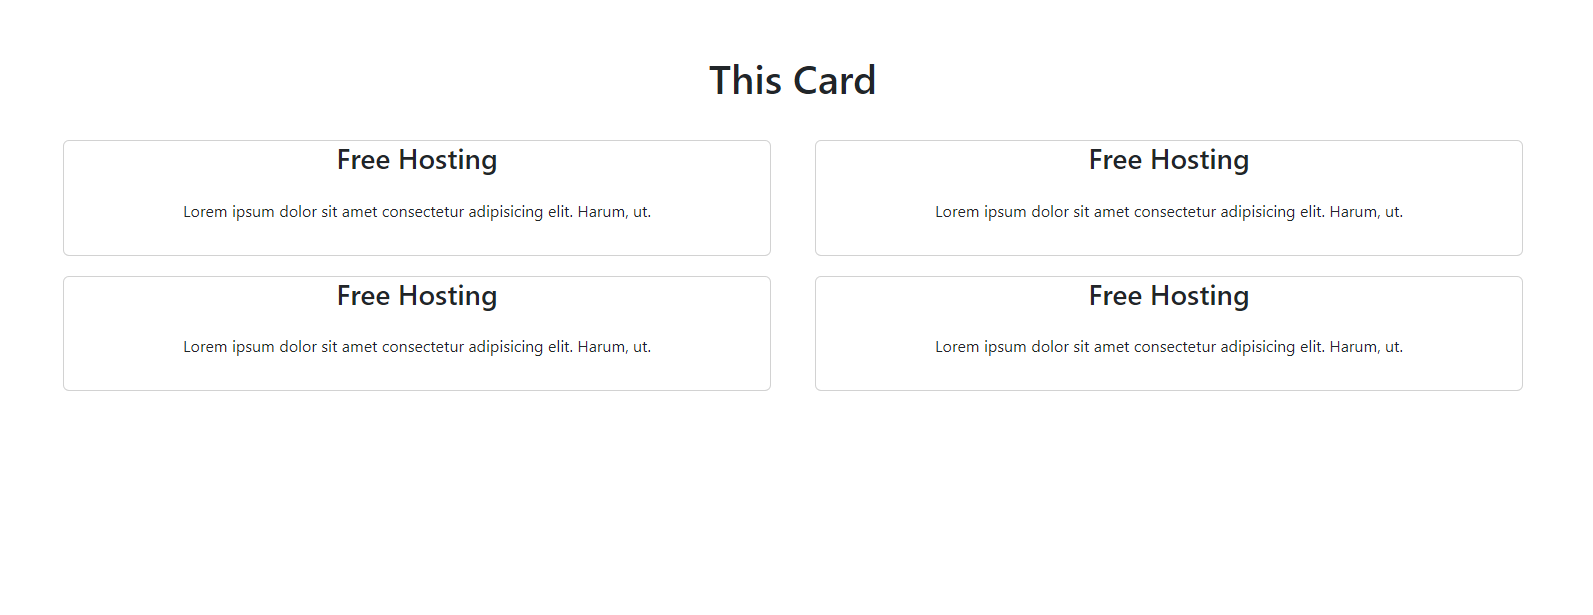 This Card
Free Hosting
Lorem ipsum dolor sit amet consectetur adipisicing elit. Harum, ut.
Free Hosting
Lorem ipsum dolor sit amet consectetur adipisicing elit. Harum, ut.
Free Hosting
Lorem ipsum dolor sit amet consectetur adipisicing elit. Harum, ut.
Free Hosting
Lorem ipsum dolor sit amet consectetur adipisicing elit. Harum, ut.